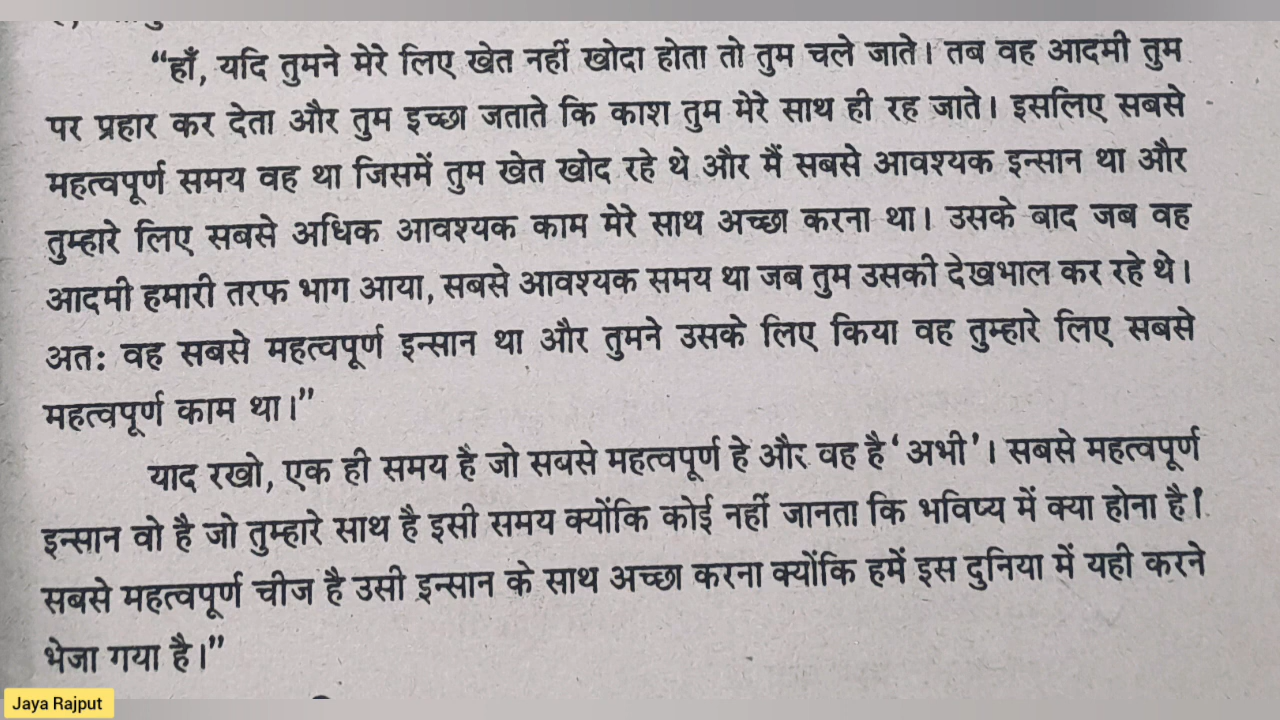 “हाँ, यदि तुमने मेरे लिए खेत नहीं खोदा होता तो तुम चले जाते। तब वह आदमी तुम
पर प्रहार कर देता और तुम इच्छा जताते कि काश तुम मेरे साथ ही रह जाते। इसलिए सबसे
महत्वपूर्ण समय वह था जिसमें तुम खेत खोद रहे थे और मैं सबसे आवश्यक इन्सान था और
तुम्हारे लिए सबसे अधिक आवश्यक काम मेरे साथ अच्छा करना था। उसके बाद जब वह
आदमी हमारी तरफ भाग आया, सबसे आवश्यक समय था जब तुम उसकी देखभाल कर रहे थे।
अतः वह सबसे महत्वपूर्ण इन्सान था और तुमने उसके लिए किया वह तुम्हारे लिए सबसे
महत्वपूर्ण काम था।”
याद रखो, एक ही समय है जो सबसे महत्वपूर्ण हे और वह है ‘अभी’। सबसे महत्वपूर्ण
इन्सान वो है जो तुम्हारे साथ है इसी समय क्योंकि कोई नहीं जानता कि भविष्य में क्या होना है।
सबसे महत्वपूर्ण चीज है उसी इन्सान के साथ अच्छा करना क्योंकि हमें इस दुनिया में यही करने
भेजा गया है।”
Jaya Rajput